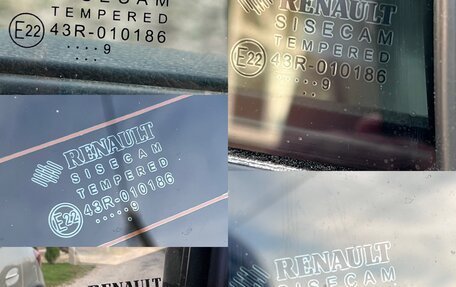 SISECAM
TEMPERED
E22 43R-010186
.... 9
..
RENAULT
SISECAM
TEMPERED
E22 43R-010186
..... 9
..
RENAULT
SISECAM
TEMPERED
E22 43R-010186
...... 9
RENAULT
SISECAM
RENAULT